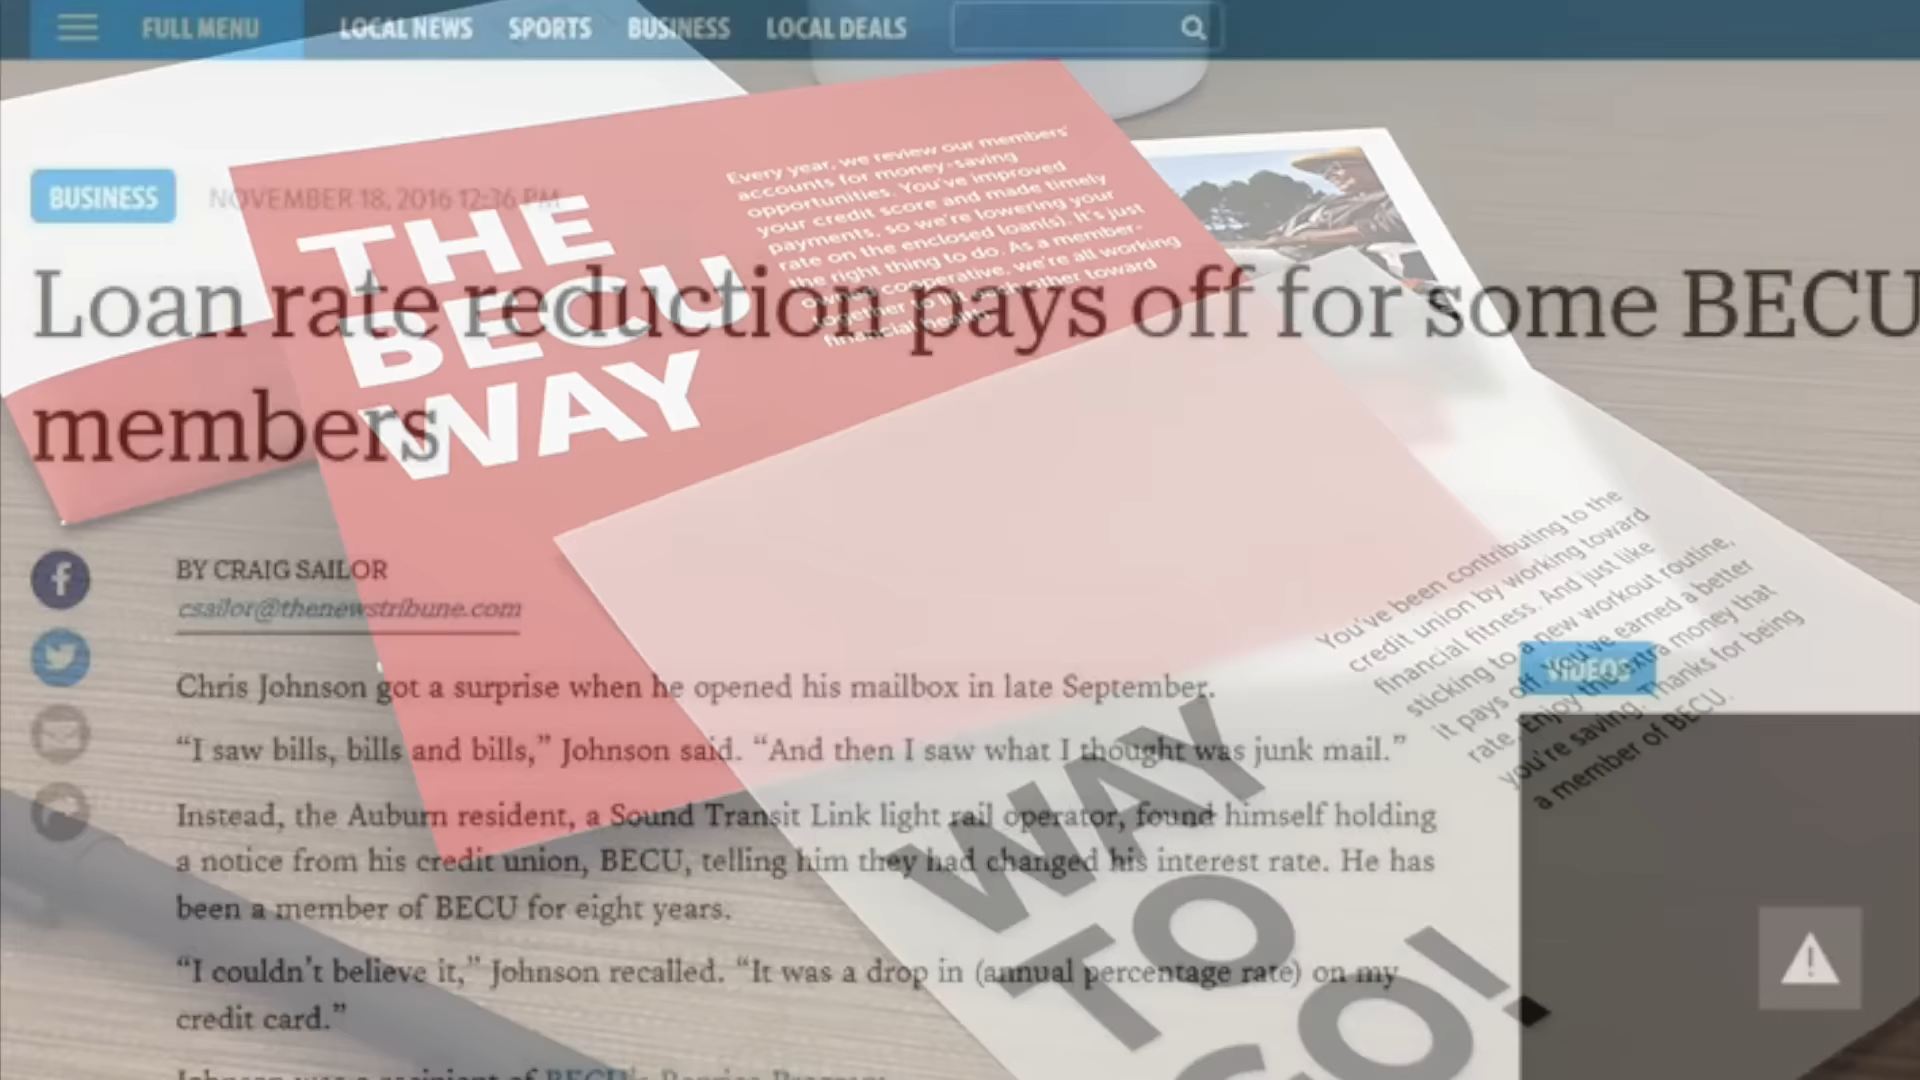 FULL MENU
LOCAL NEWS
SPORTS
BUSINESS
LOCAL DEALS
BUSINESS
NOVEMBER 18, 2016 12:36 PM
Loan rate reduction pays off for some BECU
members
BY CRAIG SAILOR
csailor@thenewstribune.com
Chris Johnson got a surprise when he opened his mailbox in late September.
“I saw bills, bills and bills,” Johnson said. “And then I saw what I thought was junk mail.”
Instead, the Auburn resident, a Sound Transit Link light rail operator, found himself holding
a notice from his credit union, BECU, telling him they had changed his interest rate. He has
been a member of BECU for eight years.
“I couldn’t believe it,” Johnson recalled. “It was a drop in (annual percentage rate) on my
credit card.”
VIDEOS
THE
BECU
WAY
Every year, we review our members’
accounts for money-saving
opportunities. You’ve improved
your credit score and made timely
payments, so we’re lowering your
rate on the enclosed loan(s). It’s just
the right thing to do. As a member-
owned cooperative, we’re all working
together to lift each other toward
financial health.
You’ve been contributing to the
credit union by working toward
financial fitness. And just like
sticking to a new workout routine,
it pays off. You’ve earned a better
rate. Enjoy the extra money that
you’re saving. Thanks for being
a member of BECU.
WAY
TO
GO!